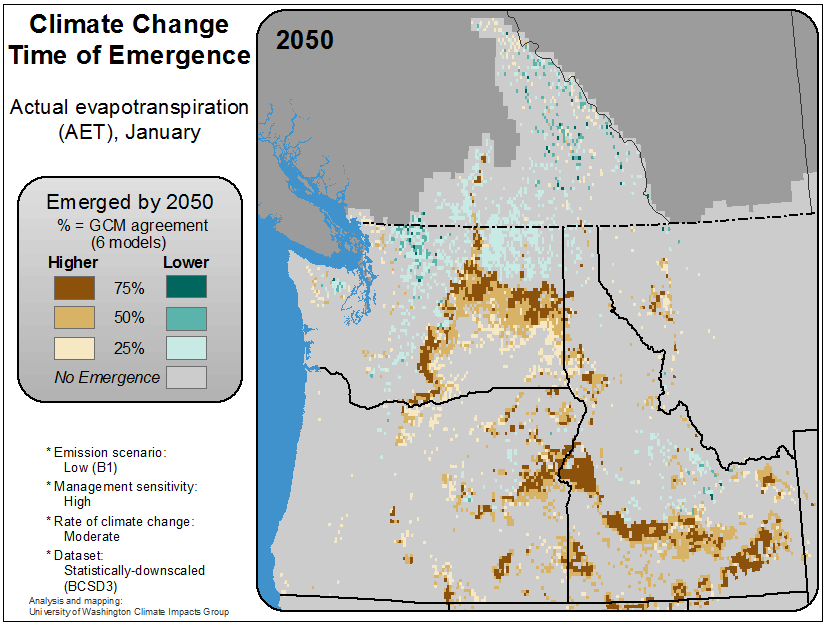 Climate Change
Time of Emergence
Actual evapotranspiration
(AET), January
Emerged by 2050
% = GCM agreement
(6 models)
Higher Lower
75%
50%
25%
No Emergence
* Emission scenario:
Low (B1)
* Management sensitivity:
High
* Rate of climate change:
Moderate
* Dataset:
Statistically-downscaled
(BCSD3)
Analysis and mapping:
University of Washington Climate Impacts Group
2050